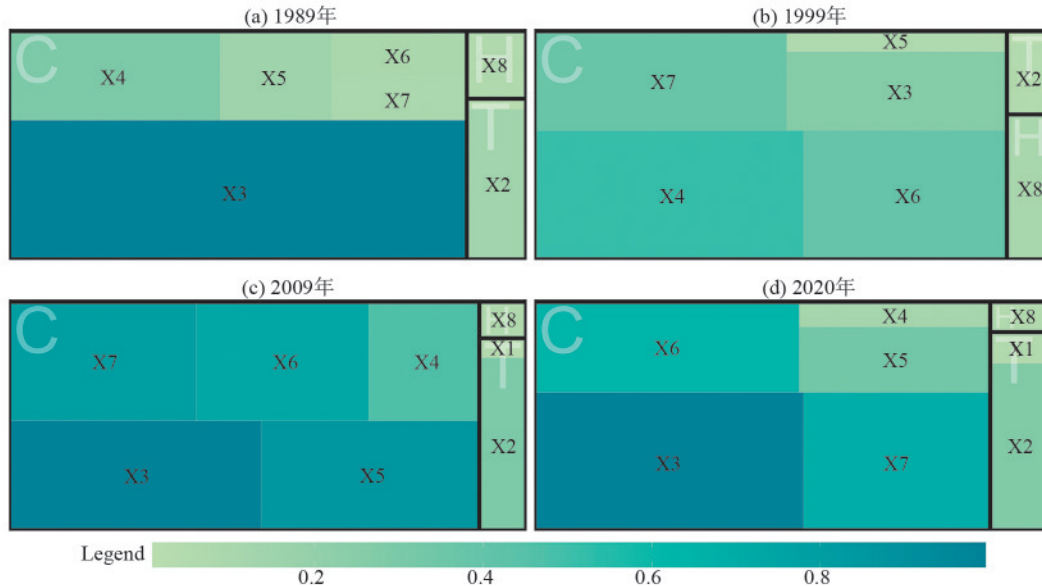 (a) 1989年
C
X4
X5
X6
X7
X3
H
X8
T
X2
(b) 1999年
C
X7
X5
X3
X4
X6
T
X2
H
X8
(c) 2009年
C
X7
X6
X4
X3
X5
H
X8
T
X1
X2
(d) 2020年
C
X6
X4
X5
X3
X7
H
X8
T
X1
X2
Legend
0.2 0.4 0.6 0.8